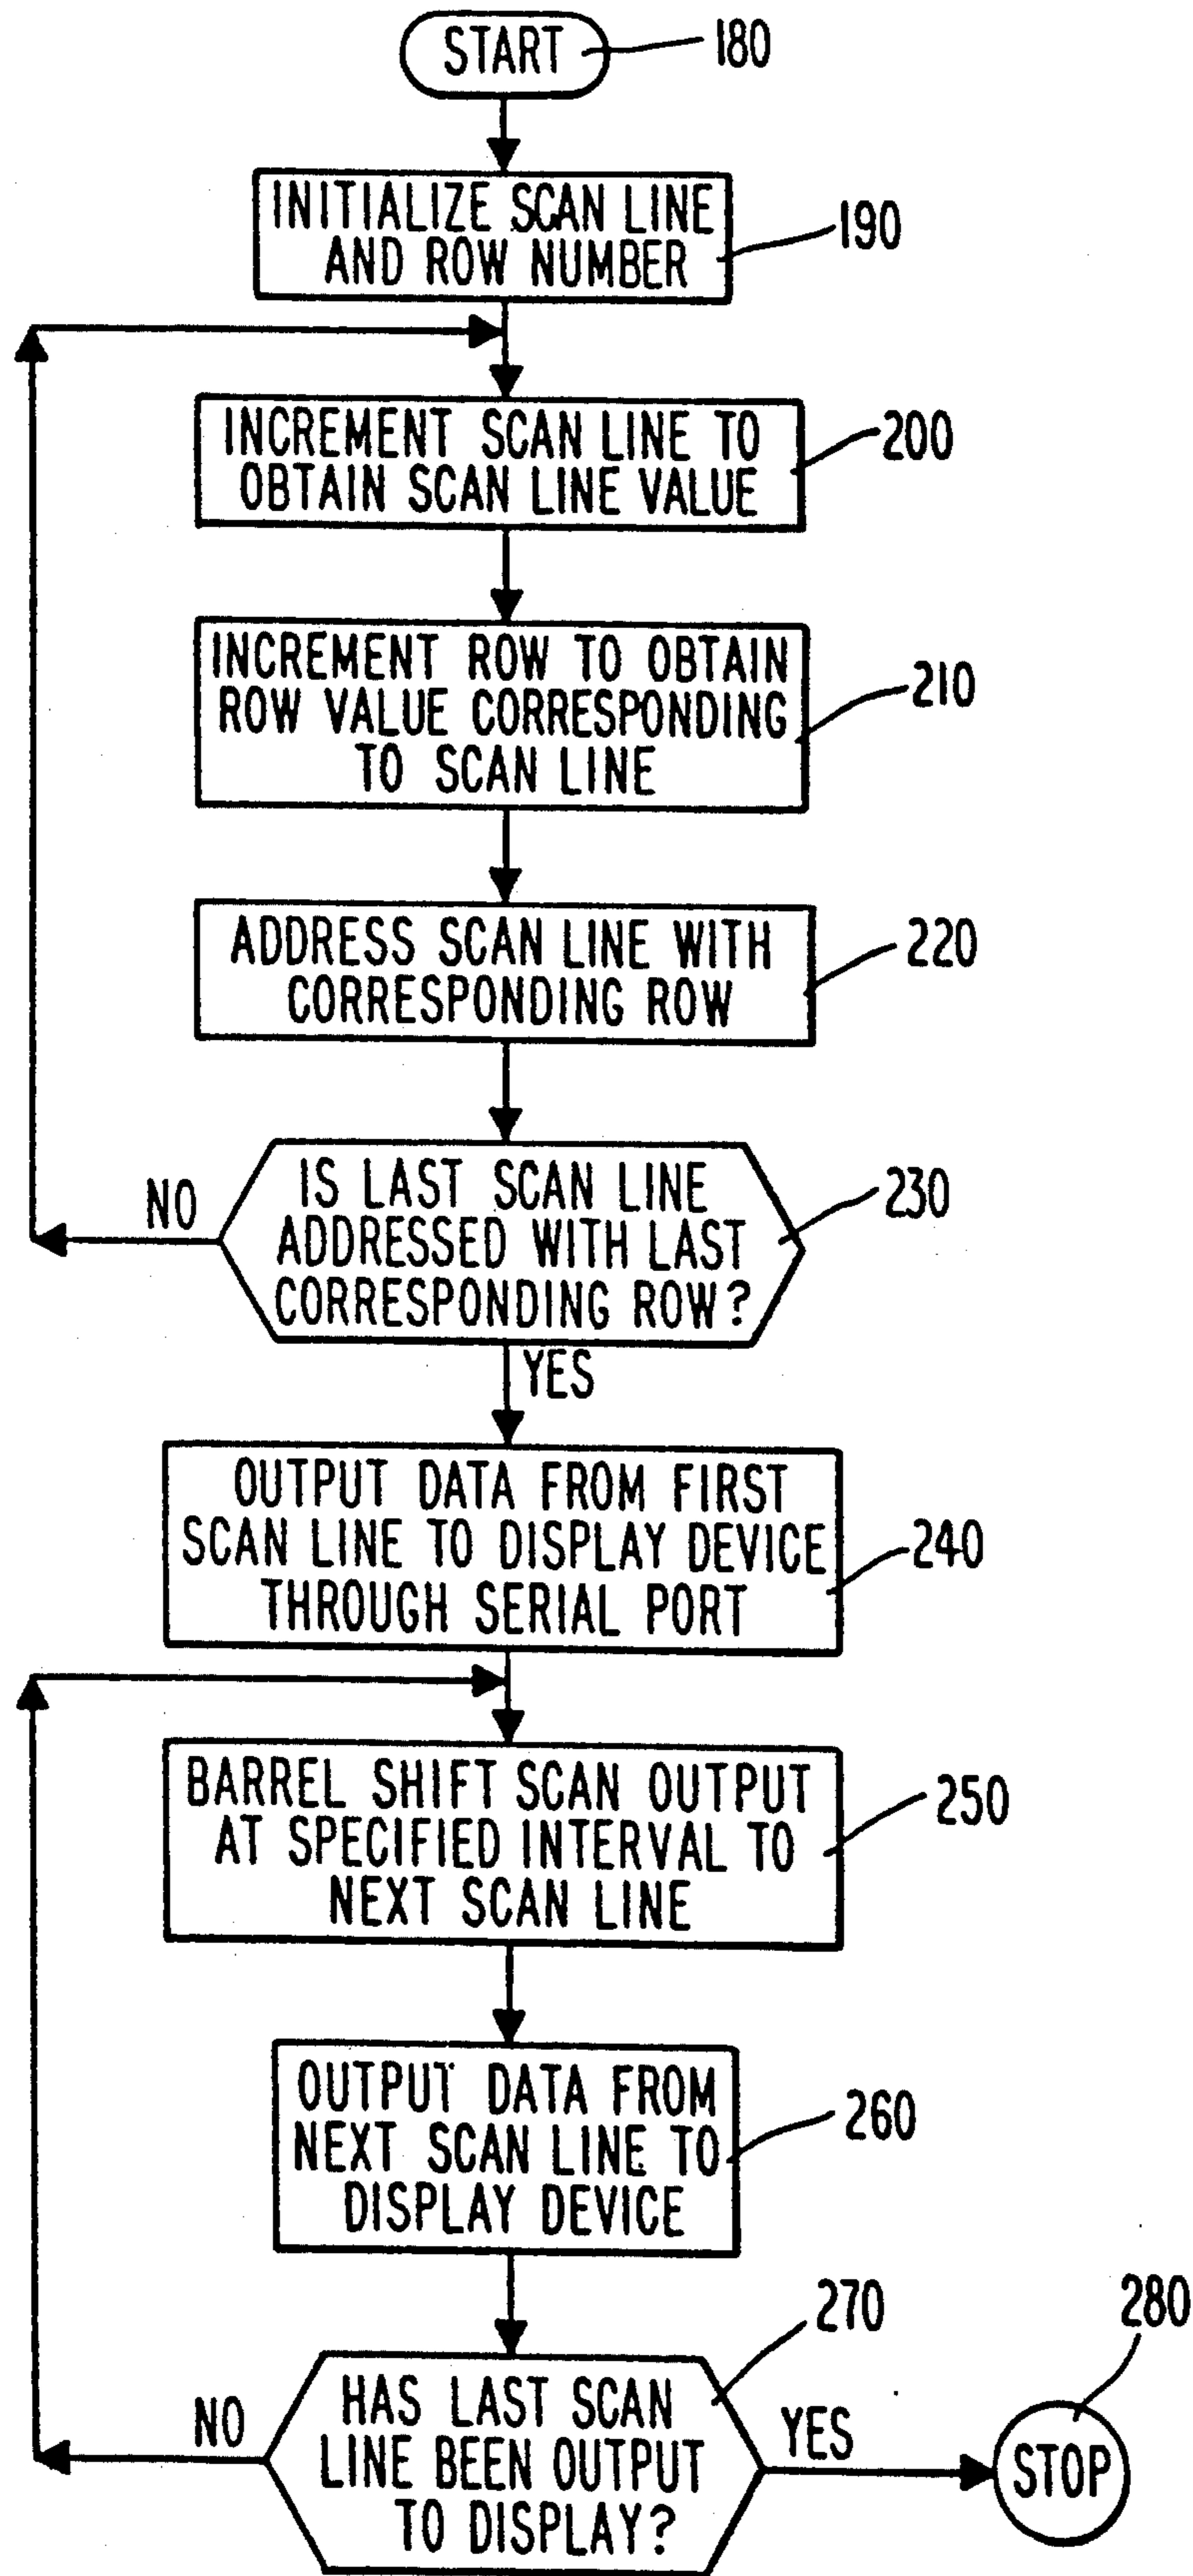 START
180
INITIALIZE SCAN LINE
AND ROW NUMBER
190
INCREMENT SCAN LINE TO
OBTAIN SCAN LINE VALUE
200
INCREMENT ROW TO OBTAIN
ROW VALUE CORRESPONDING
TO SCAN LINE
210
ADDRESS SCAN LINE WITH
CORRESPONDING ROW
220
IS LAST SCAN LINE
ADDRESSED WITH LAST
CORRESPONDING ROW?
230
NO
YES
OUTPUT DATA FROM FIRST
SCAN LINE TO DISPLAY DEVICE
THROUGH SERIAL PORT
240
BARREL SHIFT SCAN OUTPUT
AT SPECIFIED INTERVAL TO
NEXT SCAN LINE
250
OUTPUT DATA FROM
NEXT SCAN LINE TO
DISPLAY DEVICE
260
HAS LAST SCAN
LINE BEEN OUTPUT
TO DISPLAY?
270
NO
YES
STOP
280